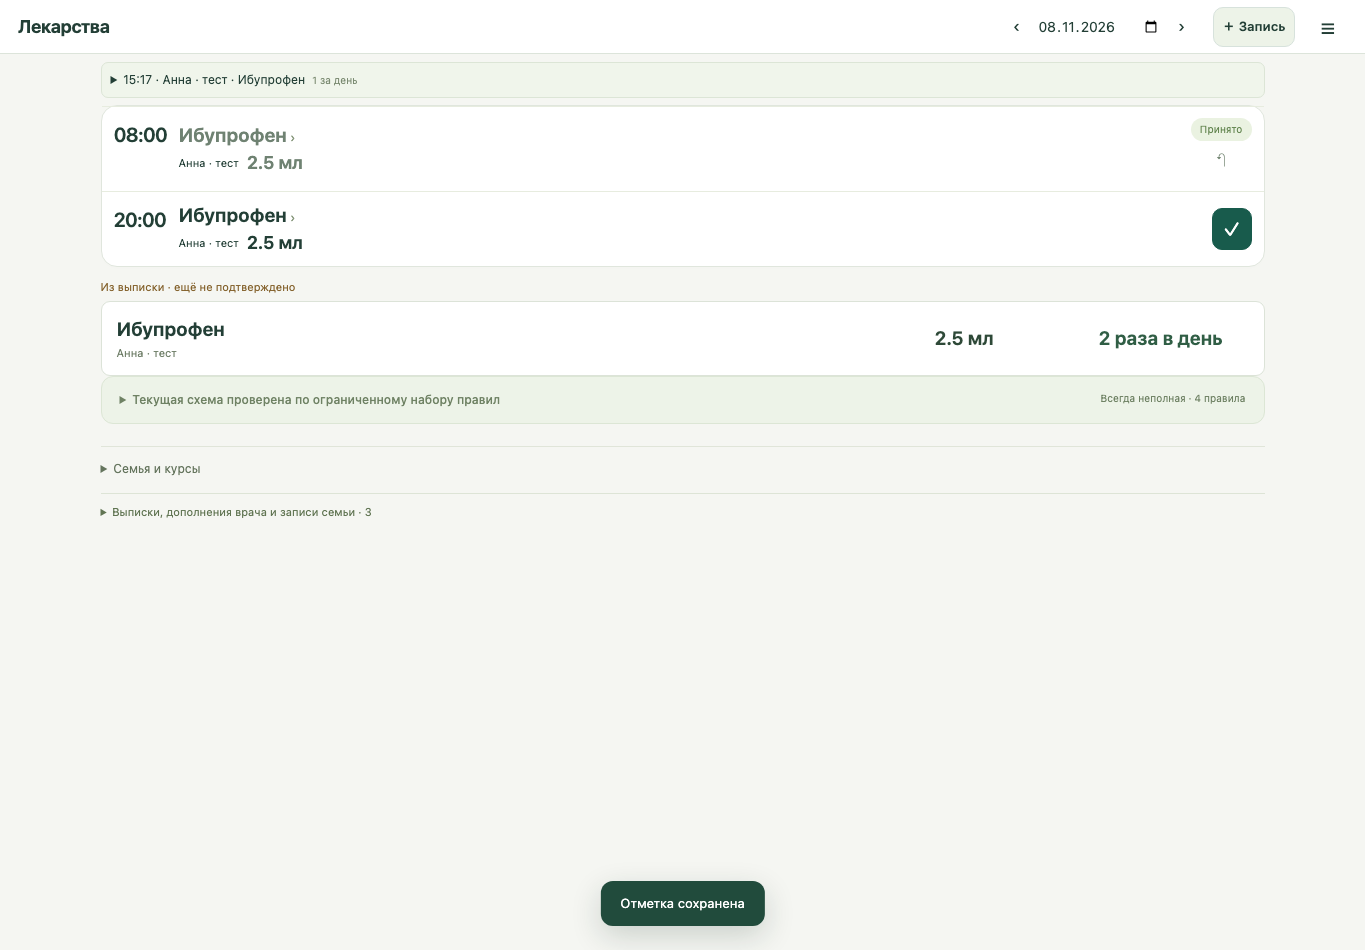 Лекарства
‹ 08.11.2026 ›
+ Запись
▶ 15:17 · Анна · тест · Ибупрофен 1 за день
08:00 Ибупрофен ›
Принято
Анна · тест 2.5 мл
20:00 Ибупрофен ›
Анна · тест 2.5 мл
Из выписки · ещё не подтверждено
Ибупрофен
Анна · тест
2.5 мл
2 раза в день
▶ Текущая схема проверена по ограниченному набору правил
Всегда неполная · 4 правила
▶ Семья и курсы
▶ Выписки, дополнения врача и записи семьи · 3
Отметка сохранена